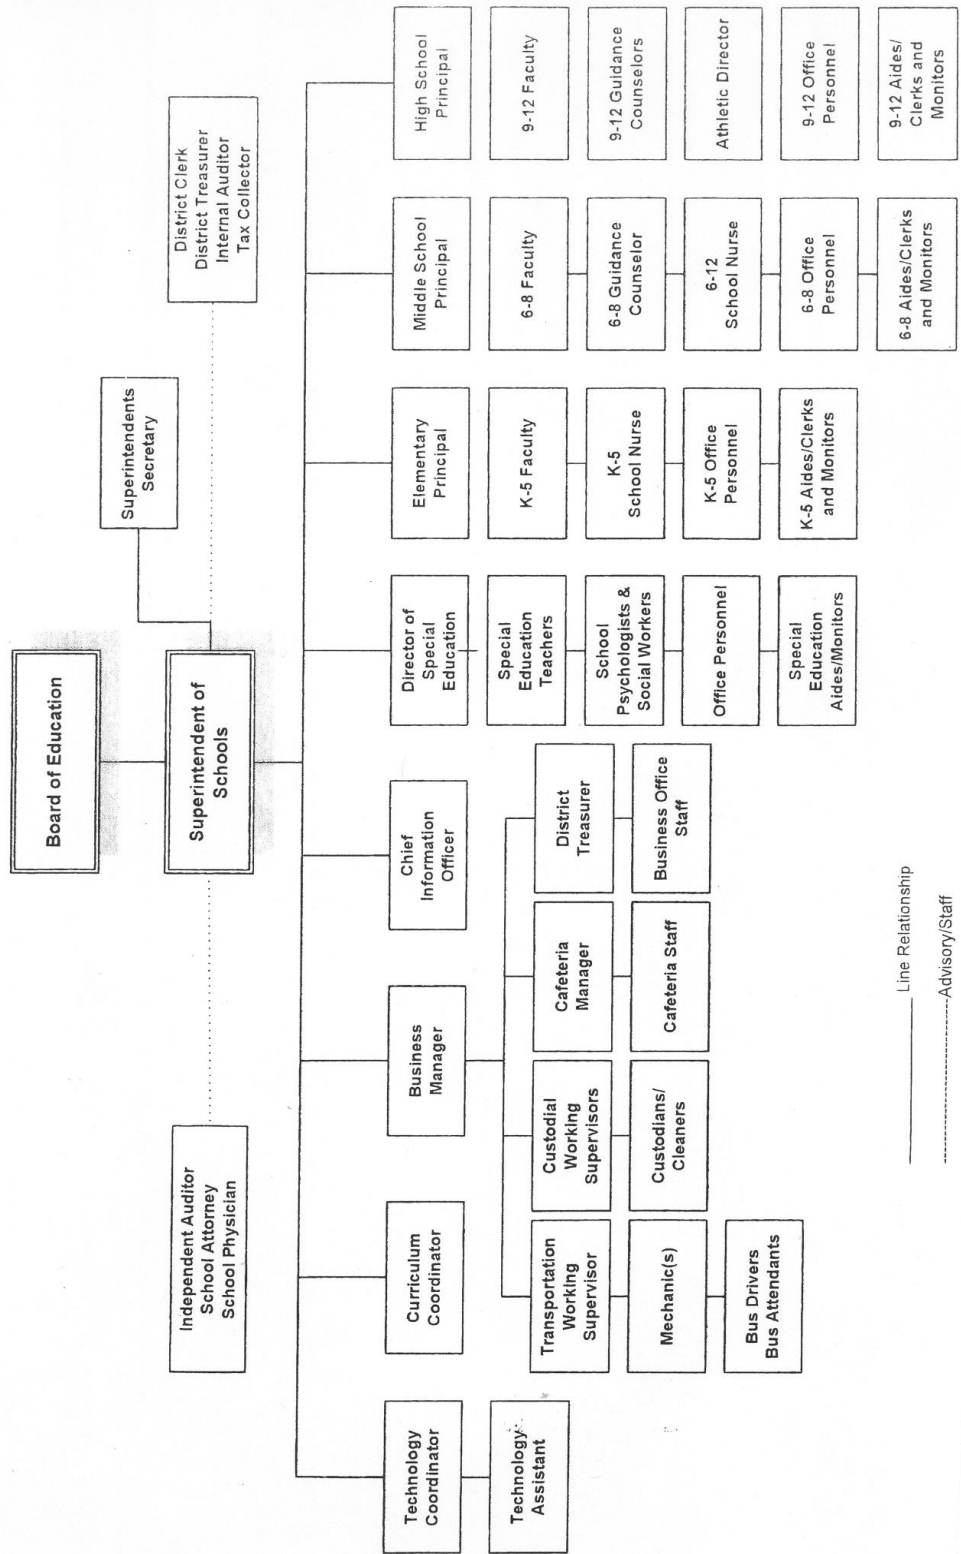 Board of Education
Superintendents
Secretary
Superintendent of
Schools
Independent Auditor
School Attorney
School Physician
District Clerk
District Treasurer
Internal Auditor
Tax Collector
Technology
Coordinator
Technology
Assistant
Curriculum
Coordinator
Business
Manager
Transportation
Working
Supervisor
Mechanic(s)
Bus Drivers
Bus Attendants
Custodial
Working
Supervisors
Custodians/
Cleaners
Cafeteria
Manager
Cafeteria Staff
District
Treasurer
Business Office
Staff
Chief
Information
Officer
Director of
Special
Education
Special
Education
Teachers
School
Psychologists &
Social Workers
Office Personnel
Special
Education
Aides/Monitors
Elementary
Principal
K-5 Faculty
K-5
School Nurse
K-5 Office
Personnel
K-5 Aides/Clerks
and Monitors
Middle School
Principal
6-8 Faculty
6-8 Guidance
Counselor
6-12
School Nurse
6-8 Office
Personnel
6-8 Aides/Clerks
and Monitors
High School
Principal
9-12 Faculty
9-12 Guidance
Counselors
Athletic Director
9-12 Office
Personnel
9-12 Aides/
Clerks and
Monitors
Line Relationship
Advisory/Staff